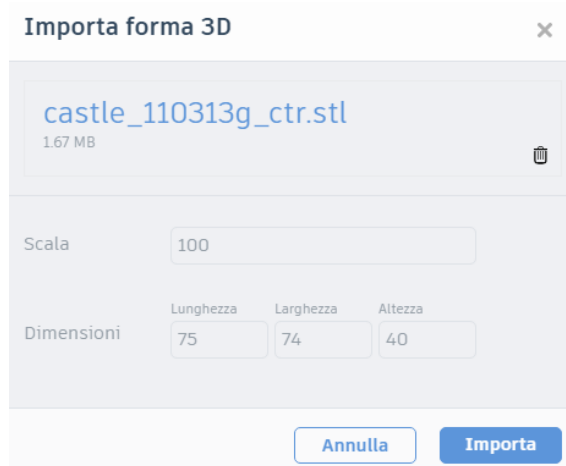 Importa forma 3D
castle_110313g_ctr.stl
1.67 MB
Scala
100
Lunghezza Larghezza Altezza
Dimensioni 75 74 40
Annulla Importa